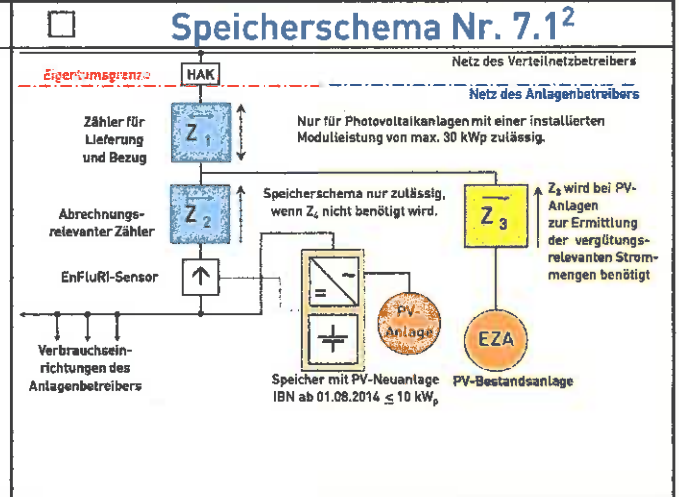 Speicherschema Nr. 7.1²
Netz des Verteilnetzbetreibers
Eigentumsgrenze
HAK
Netz des Anlagenbetreibers
Zähler für
Lieferung
und Bezug
Z 1
Nur für Photovoltaikanlagen mit einer installierten
Modulleistung von max. 30 kWp zulässig.
Abrechnungs-
relevanter Zähler
Z 2
Speicherschema nur zulässig,
wenn Z₄ nicht benötigt wird.
Z 3
Z₃ wird bei PV-
Anlagen
zur Ermittlung
der vergütungs-
relevanten Strom-
mengen benötigt
EnFluRI-Sensor
=
~
PV-
Anlage
EZA
Verbrauchsein-
richtungen des
Anlagenbetreibers
Speicher mit PV-Neuanlage
IBN ab 01.08.2014 ≤ 10 kWₚ
PV-Bestandsanlage